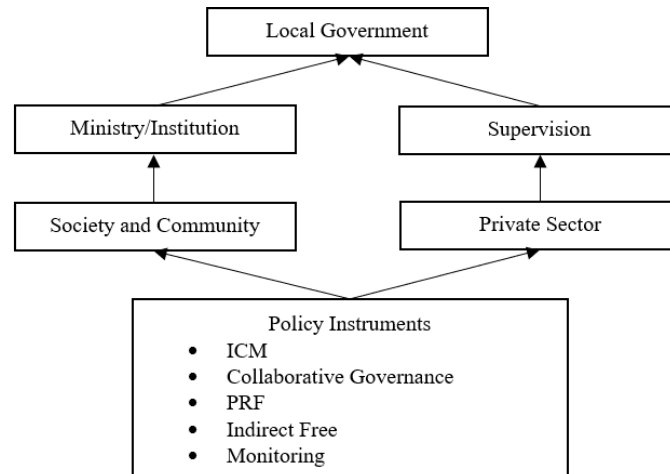 Local Government
Ministry/Institution
Supervision
Society and Community
Private Sector
Policy Instruments
• ICM
• Collaborative Governance
• PRF
• Indirect Free
• Monitoring